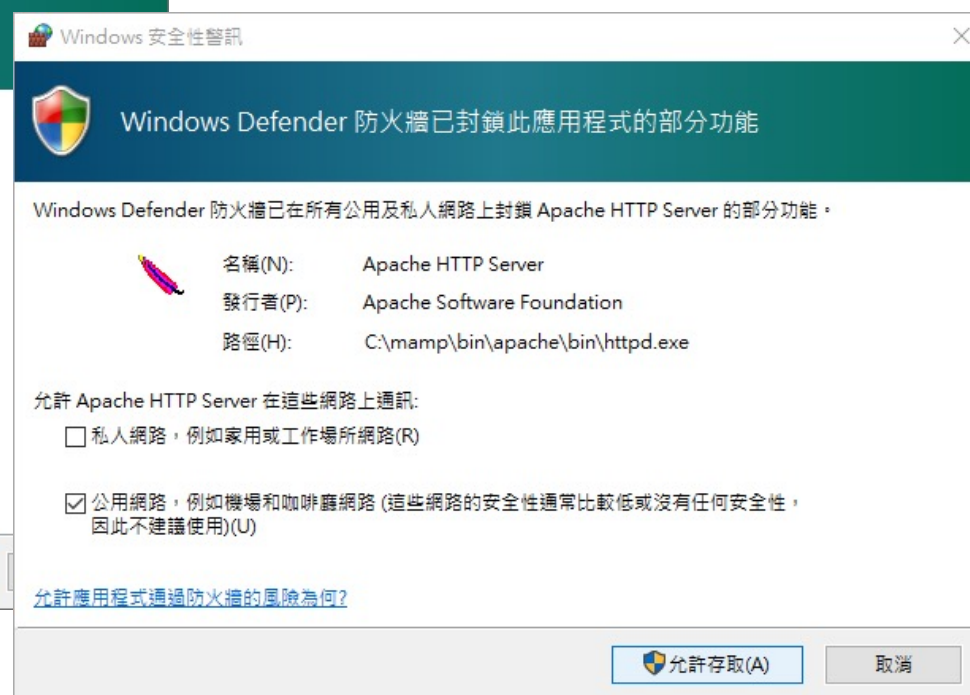 Windows 安全性警訊
Windows Defender 防火牆已封鎖此應用程式的部分功能
Windows Defender 防火牆已在所有公用及私人網路上封鎖 Apache HTTP Server 的部分功能。
名稱(N): Apache HTTP Server
發行者(P): Apache Software Foundation
路徑(H): C:\mamp\bin\apache\bin\httpd.exe
允許 Apache HTTP Server 在這些網路上通訊:
私人網路，例如家用或工作場所網路(R)
公用網路，例如機場和咖啡廳網路 (這些網路的安全性通常比較低或沒有任何安全性，
因此不建議使用)(U)
允許應用程式通過防火牆的風險為何?
允許存取(A) 取消